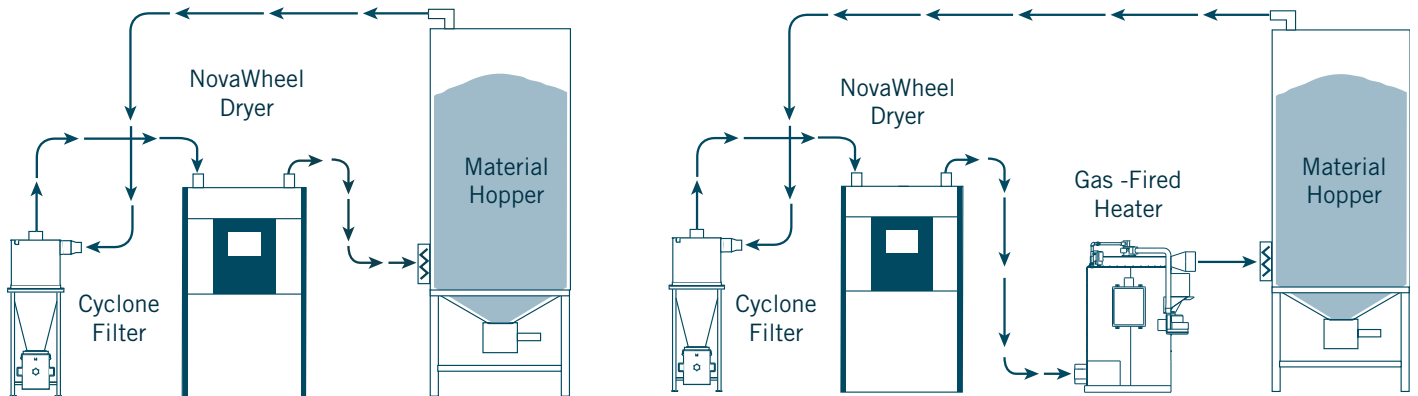 NovaWheel
Dryer
Material
Hopper
Cyclone
Filter
NovaWheel
Dryer
Gas -Fired
Heater
Material
Hopper
Cyclone
Filter